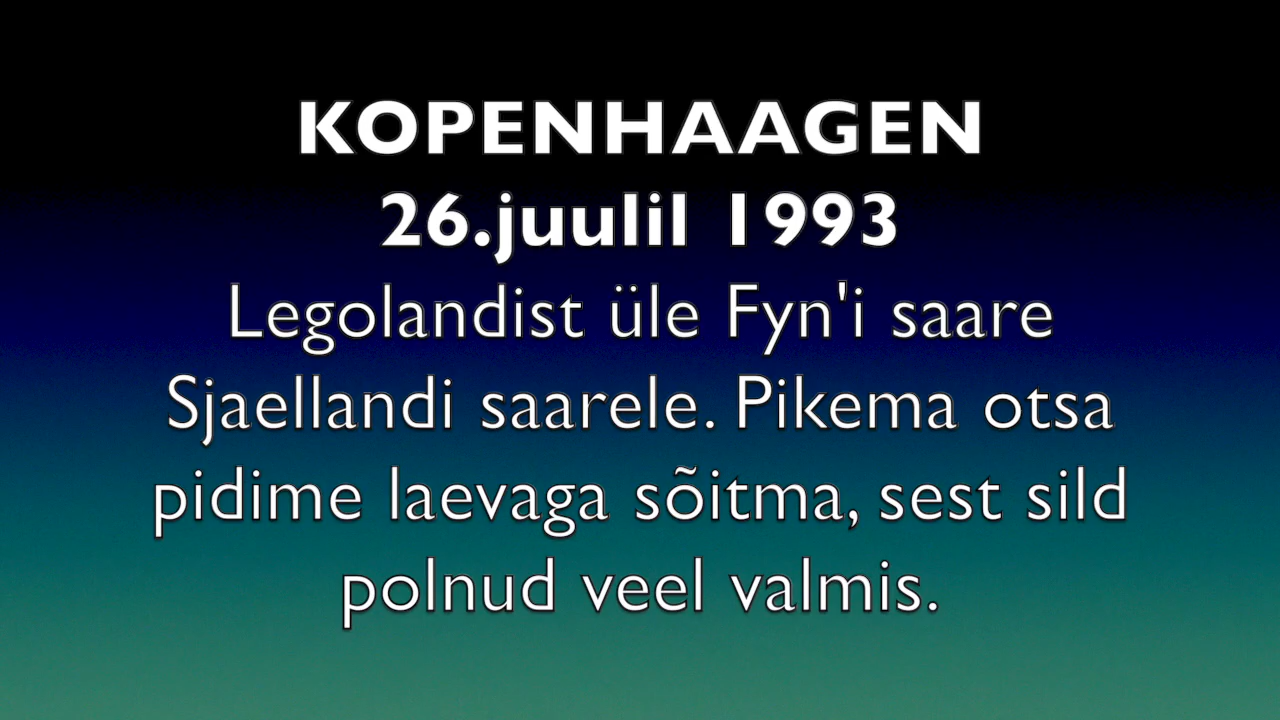 KOPENHAAGEN
26.juulil 1993
Legolandist üle Fyn'i saare
Sjaellandi saarele. Pikema otsa
pidime laevaga sõitma, sest sild
polnud veel valmis.